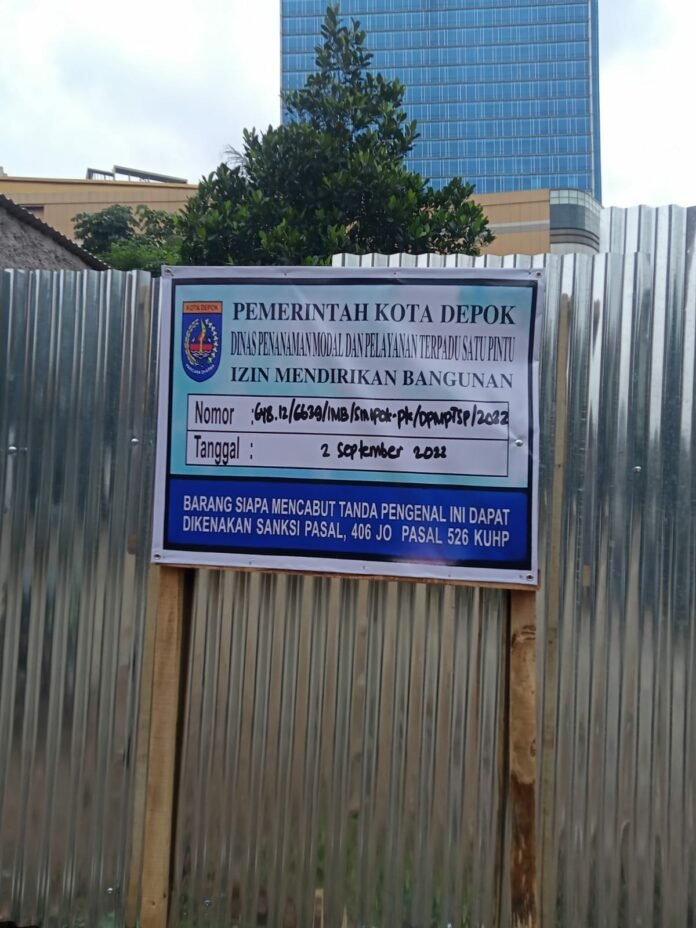 KOTA DEPOK
PEMERINTAH KOTA DEPOK
DINAS PENANAMAN MODAL DAN PELAYANAN TERPADU SATU PINTU
IZIN MENDIRIKAN BANGUNAN
Nomor : 648.12/6639/IMB/SIMPOK-PK/DPMPTSP/2022
Tanggal : 2 September 2022
BARANG SIAPA MENCABUT TANDA PENGENAL INI DAPAT
DIKENAKAN SANKSI PASAL, 406 JO PASAL 526 KUHP